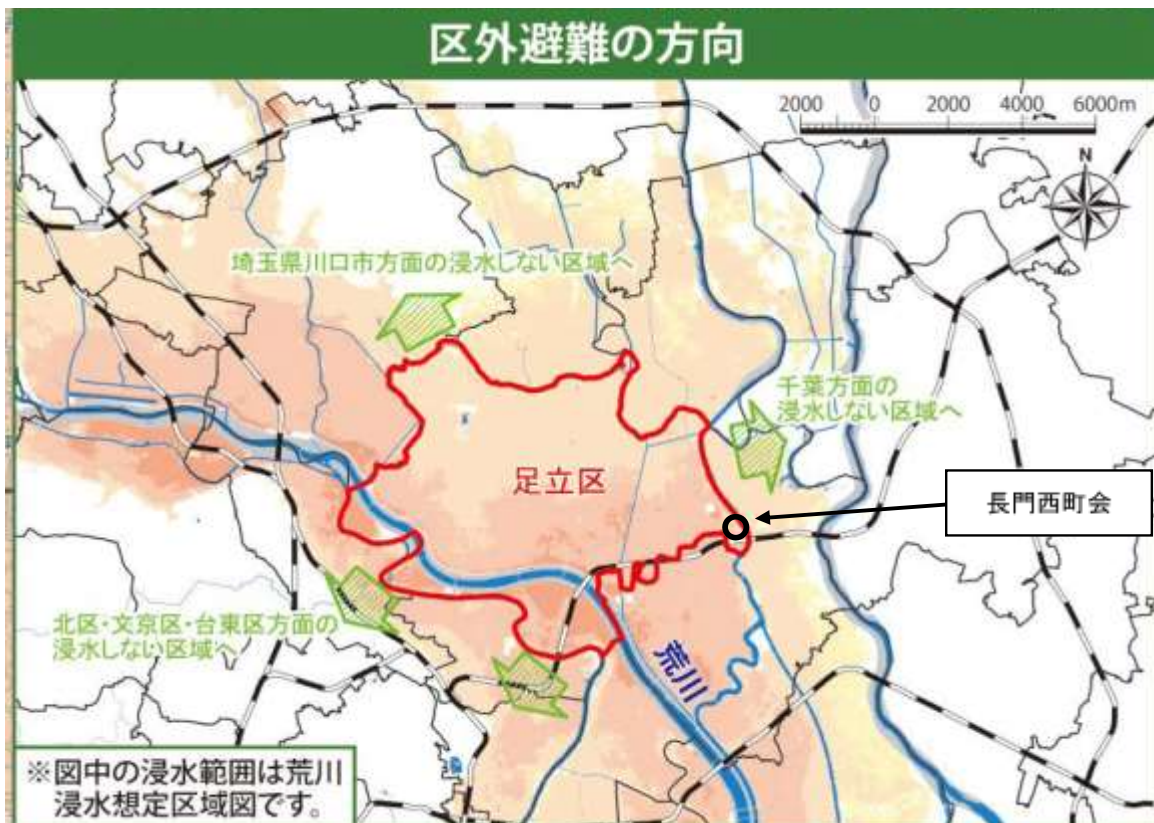 区外避難の方向
2000 0 2000 4000 6000m
N
埼玉県川口市方面の浸水しない区域へ
千葉方面の
浸水しない区域へ
足立区
長門西町会
北区・文京区・台東区方面の
浸水しない区域へ
荒川
※図中の浸水範囲は荒川
浸水想定区域図です。